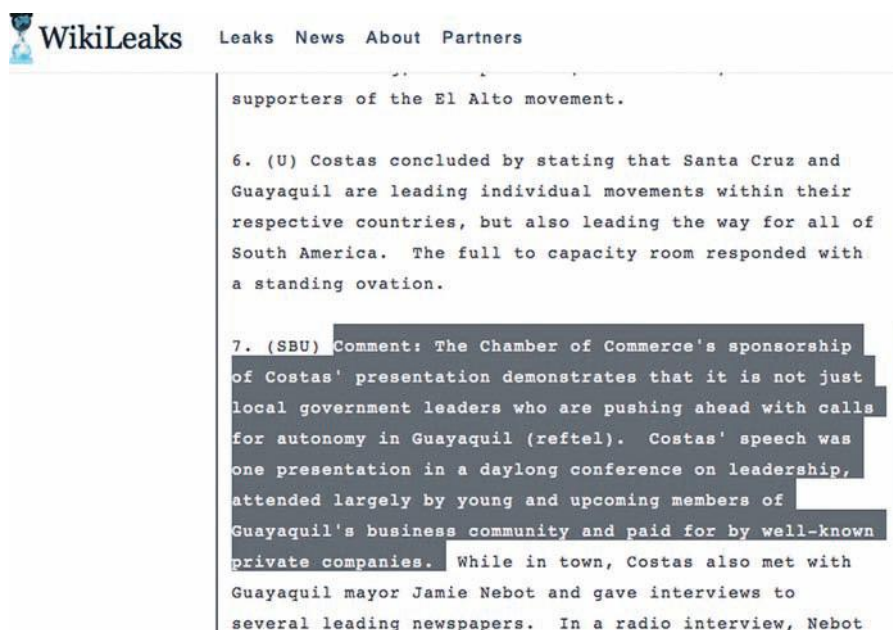 WikiLeaks Leaks News About Partners
supporters of the El Alto movement.
6. (U) Costas concluded by stating that Santa Cruz and
Guayaquil are leading individual movements within their
respective countries, but also leading the way for all of
South America. The full to capacity room responded with
a standing ovation.
7. (SBU) Comment: The Chamber of Commerce's sponsorship
of Costas' presentation demonstrates that it is not just
local government leaders who are pushing ahead with calls
for autonomy in Guayaquil (reftel). Costas' speech was
one presentation in a daylong conference on leadership,
attended largely by young and upcoming members of
Guayaquil's business community and paid for by well-known
private companies. While in town, Costas also met with
Guayaquil mayor Jamie Nebot and gave interviews to
several leading newspapers. In a radio interview, Nebot